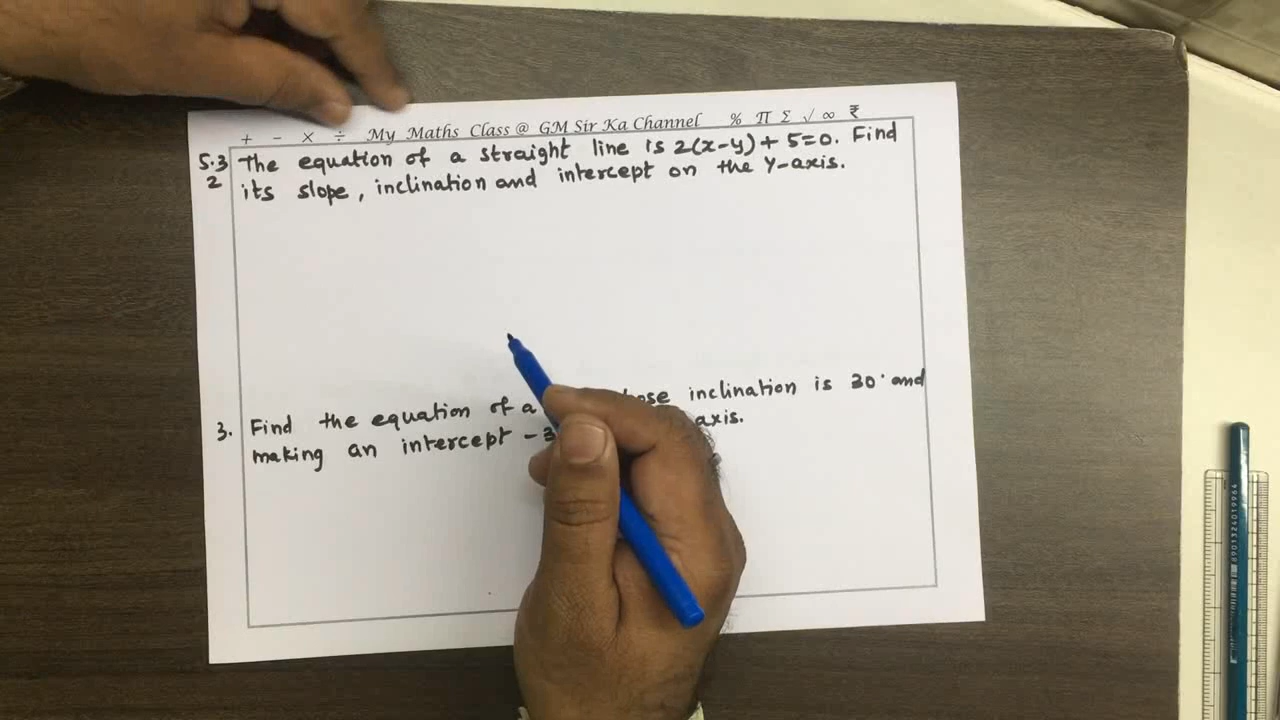 + - × ÷ My Maths Class @ GM Sir Ka Channel % Π Σ √ ∞ ₹
5.3 The equation of a straight line is 2(x-y)+5=0. Find
2 its slope, inclination and intercept on the Y-axis.
3. Find the equation of a inclination is 30° and
making an intercept -3 axis.
8901324019964